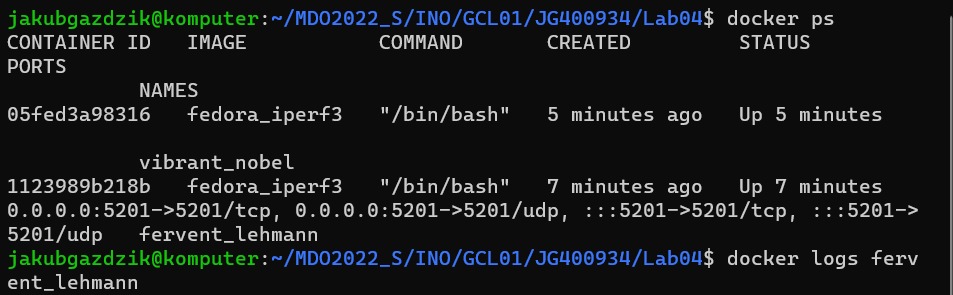 jakubgazdzik@komputer:~/MDO2022_S/INO/GCL01/JG400934/Lab04$ docker ps
CONTAINER ID   IMAGE           COMMAND       CREATED         STATUS
PORTS
           NAMES
05fed3a98316   fedora_iperf3   "/bin/bash"   5 minutes ago   Up 5 minutes
           vibrant_nobel
1123989b218b   fedora_iperf3   "/bin/bash"   7 minutes ago   Up 7 minutes
0.0.0.0:5201->5201/tcp, 0.0.0.0:5201->5201/udp, :::5201->5201/tcp, :::5201->
5201/udp   fervent_lehmann
jakubgazdzik@komputer:~/MDO2022_S/INO/GCL01/JG400934/Lab04$ docker logs ferv
ent_lehmann